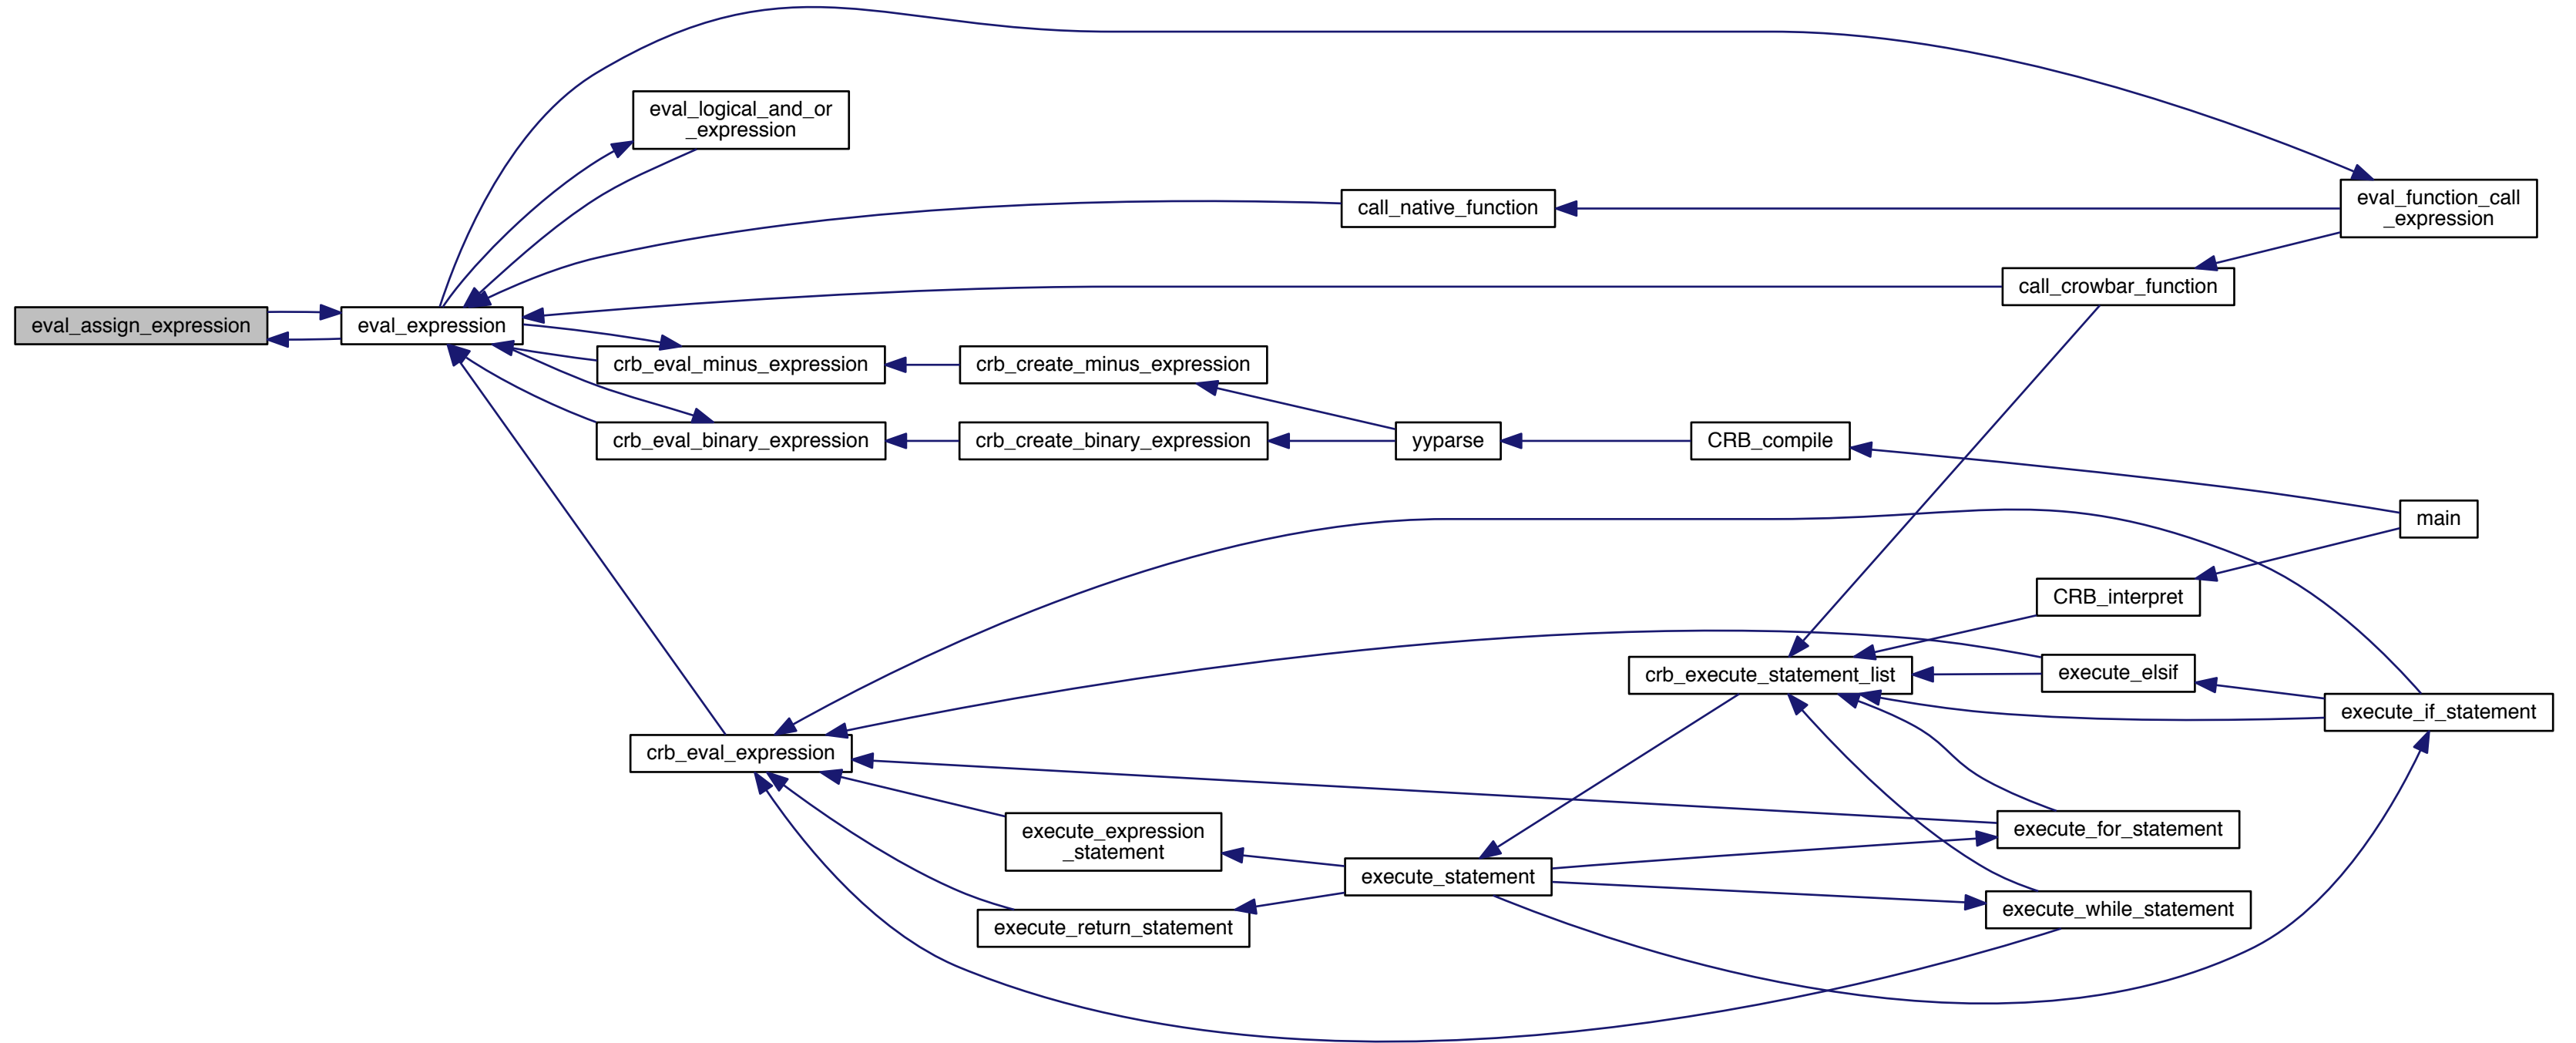 eval_logical_and_or
_expression
call_native_function
eval_function_call
_expression
call_crowbar_function
eval_assign_expression
eval_expression
crb_eval_minus_expression
crb_create_minus_expression
crb_eval_binary_expression
crb_create_binary_expression
yyparse
CRB_compile
main
CRB_interpret
crb_execute_statement_list
execute_elsif
execute_if_statement
crb_eval_expression
execute_expression
_statement
execute_for_statement
execute_statement
execute_while_statement
execute_return_statement